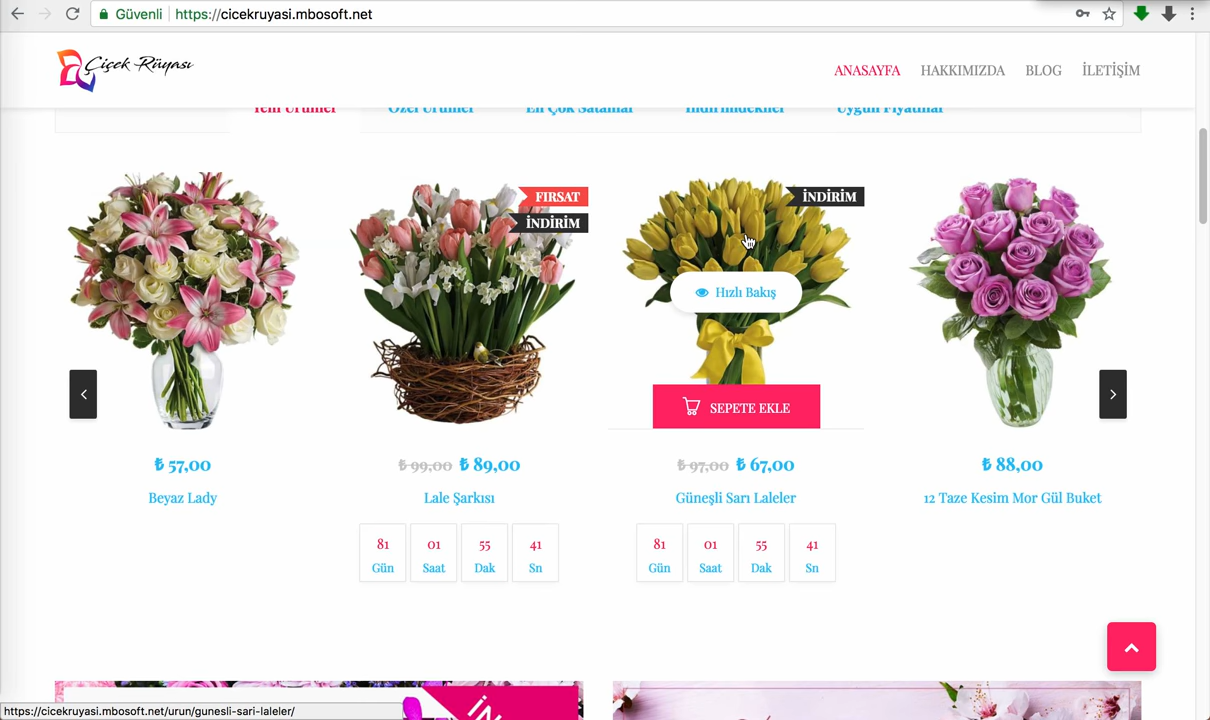 Güvenli https://cicekruyasi.mbosoft.net
Çiçek Rüyası
ANASAYFA HAKKIMIZDA BLOG İLETİŞİM
Yeni Ürünler Özel Ürünler En Çok Satanlar İndirimdekiler Uygun Fiyatlılar
FIRSAT
İNDİRİM
İNDİRİM
Hızlı Bakış
SEPETE EKLE
₺ 57,00
₺ 99,00 ₺ 89,00
₺ 97,00 ₺ 67,00
₺ 88,00
Beyaz Lady
Lale Şarkısı
Güneşli Sarı Laleler
12 Taze Kesim Mor Gül Buket
81 01 55 41
Gün Saat Dak Sn
81 01 55 41
Gün Saat Dak Sn
https://cicekruyasi.mbosoft.net/urun/gunesli-sari-laleler/